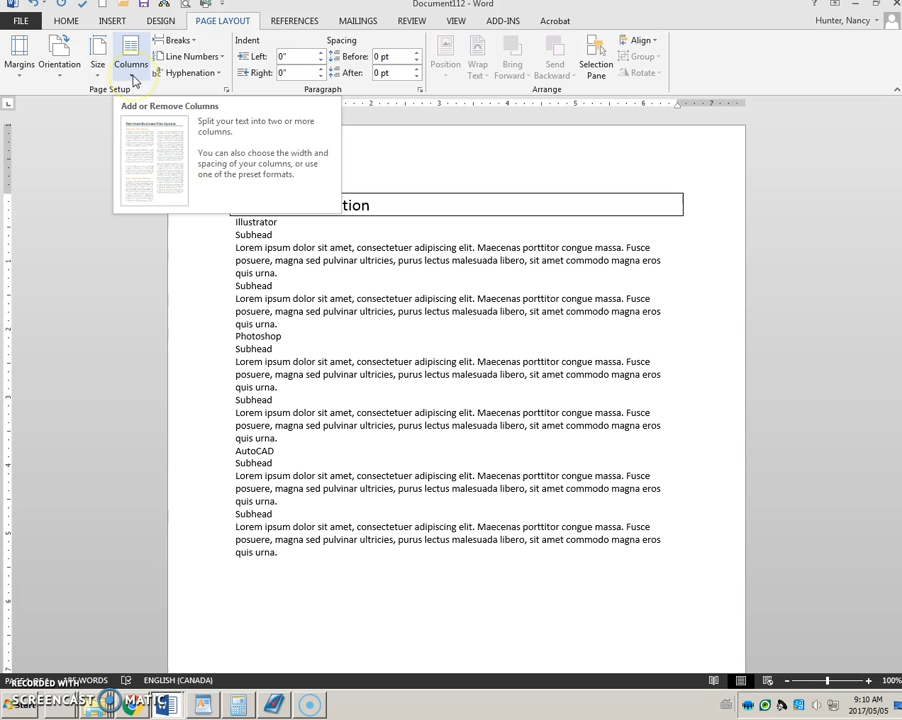 Document112 - Word
FILE HOME INSERT DESIGN PAGE LAYOUT REFERENCES MAILINGS REVIEW VIEW ADD-INS Acrobat Hunter, Nancy
Margins Orientation Size Columns
Breaks
Line Numbers
Hyphenation
Page Setup
Indent Spacing
Left: 0" Before: 0 pt
Right: 0" After: 0 pt
Paragraph
Position Wrap Text Bring Forward Send Backward Selection Pane
Align
Group
Rotate
Arrange
Add or Remove Columns
Split your text into two or more
columns.
You can also choose the width and
spacing of your columns, or use
one of the preset formats.
2 3 4 5 6 7
tion
Illustrator
Subhead
Lorem ipsum dolor sit amet, consectetuer adipiscing elit. Maecenas porttitor congue massa. Fusce
posuere, magna sed pulvinar ultricies, purus lectus malesuada libero, sit amet commodo magna eros
quis urna.
Subhead
Lorem ipsum dolor sit amet, consectetuer adipiscing elit. Maecenas porttitor congue massa. Fusce
posuere, magna sed pulvinar ultricies, purus lectus malesuada libero, sit amet commodo magna eros
quis urna.
Photoshop
Subhead
Lorem ipsum dolor sit amet, consectetuer adipiscing elit. Maecenas porttitor congue massa. Fusce
posuere, magna sed pulvinar ultricies, purus lectus malesuada libero, sit amet commodo magna eros
quis urna.
Subhead
Lorem ipsum dolor sit amet, consectetuer adipiscing elit. Maecenas porttitor congue massa. Fusce
posuere, magna sed pulvinar ultricies, purus lectus malesuada libero, sit amet commodo magna eros
quis urna.
AutoCAD
Subhead
Lorem ipsum dolor sit amet, consectetuer adipiscing elit. Maecenas porttitor congue massa. Fusce
posuere, magna sed pulvinar ultricies, purus lectus malesuada libero, sit amet commodo magna eros
quis urna.
Subhead
Lorem ipsum dolor sit amet, consectetuer adipiscing elit. Maecenas porttitor congue massa. Fusce
posuere, magna sed pulvinar ultricies, purus lectus malesuada libero, sit amet commodo magna eros
quis urna.
WORDS ENGLISH (CANADA) 100%
RECORDED WITH
SCREENCAST MATIC
Start
9:10 AM
2017/05/05